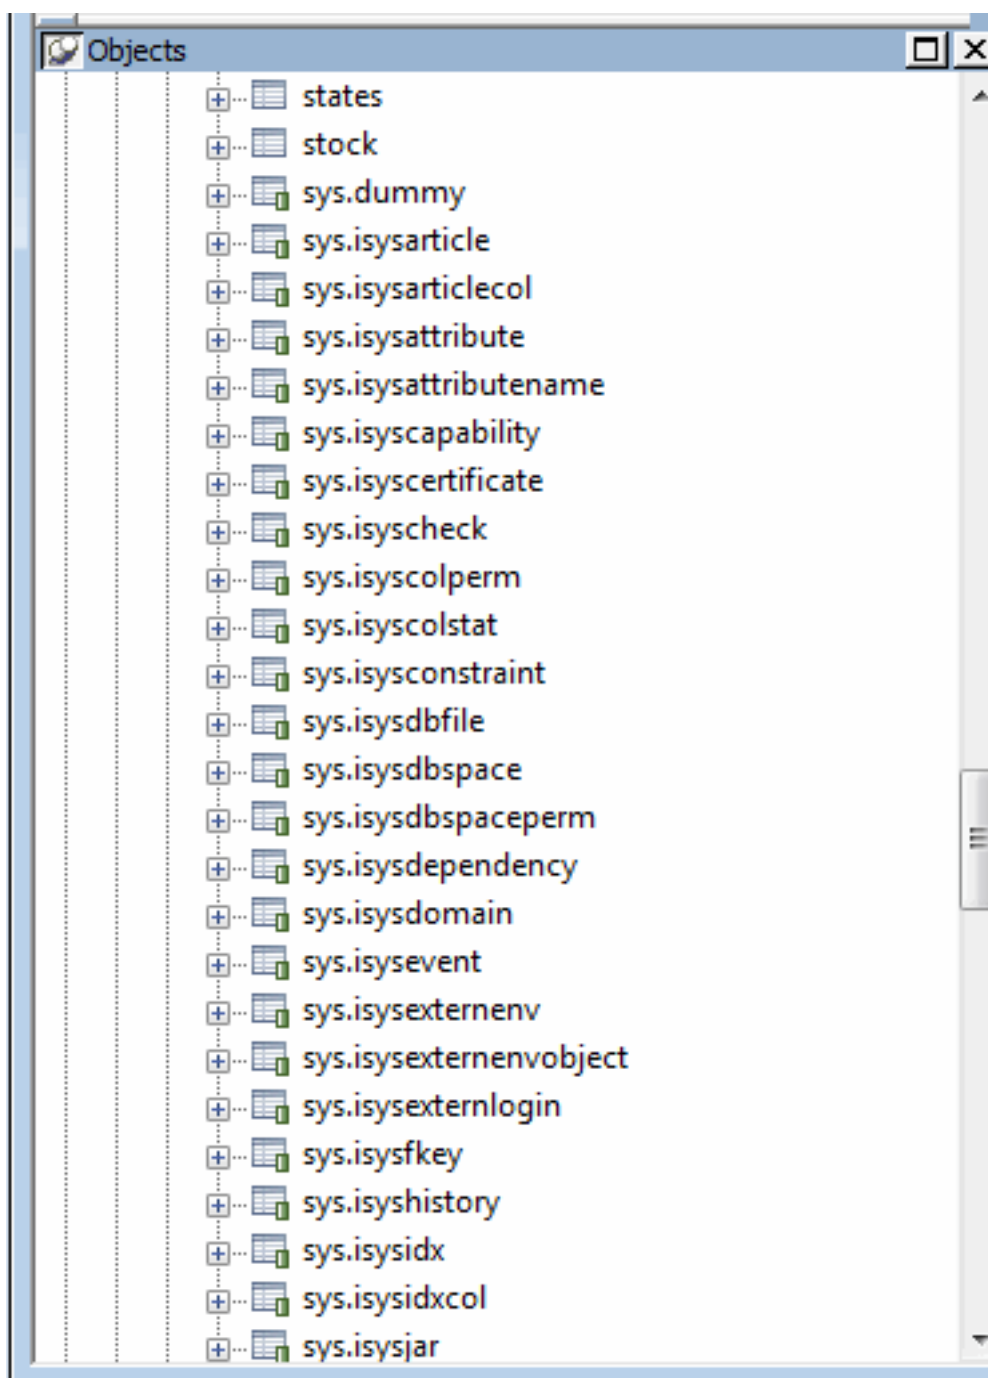 Objects
states
stock
sys.dummy
sys.isysarticle
sys.isysarticlecol
sys.isysattribute
sys.isysattributename
sys.isyscapability
sys.isyscertificate
sys.isyscheck
sys.isyscolperm
sys.isyscolstat
sys.isysconstraint
sys.isysdbfile
sys.isysdbspace
sys.isysdbspaceperm
sys.isysdependency
sys.isysdomain
sys.isysevent
sys.isysexternenv
sys.isysexternenvobject
sys.isysexternlogin
sys.isysfkey
sys.isyshistory
sys.isysidx
sys.isysidxcol
sys.isysjar